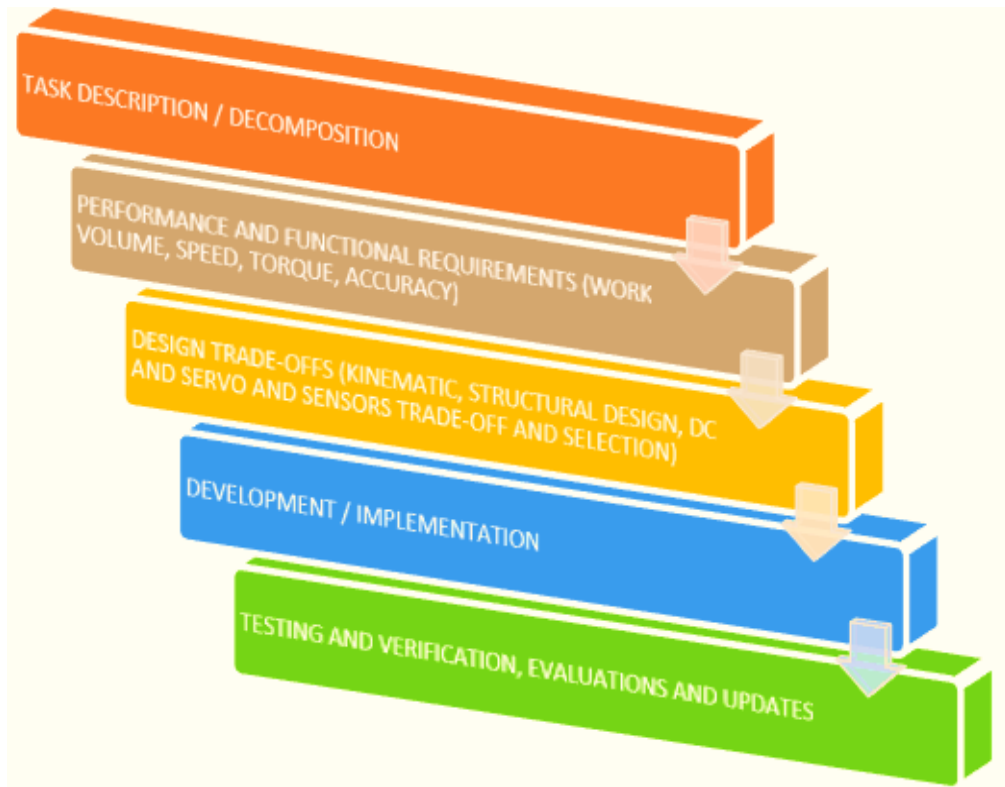 TASK DESCRIPTION / DECOMPOSITION
PERFORMANCE AND FUNCTIONAL REQUIREMENTS (WORK
VOLUME, SPEED, TORQUE, ACCURACY)
DESIGN TRADE-OFFS (KINEMATIC, STRUCTURAL DESIGN, DC
AND SERVO AND SENSORS TRADE-OFF AND SELECTION)
DEVELOPMENT / IMPLEMENTATION
TESTING AND VERIFICATION, EVALUATIONS AND UPDATES